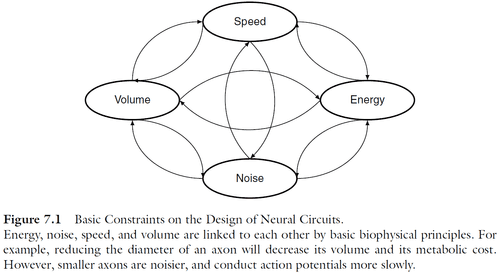 Speed
Volume
Energy
Noise
Figure 7.1 Basic Constraints on the Design of Neural Circuits.
Energy, noise, speed, and volume are linked to each other by basic biophysical principles. For
example, reducing the diameter of an axon will decrease its volume and its metabolic cost.
However, smaller axons are noisier, and conduct action potentials more slowly.